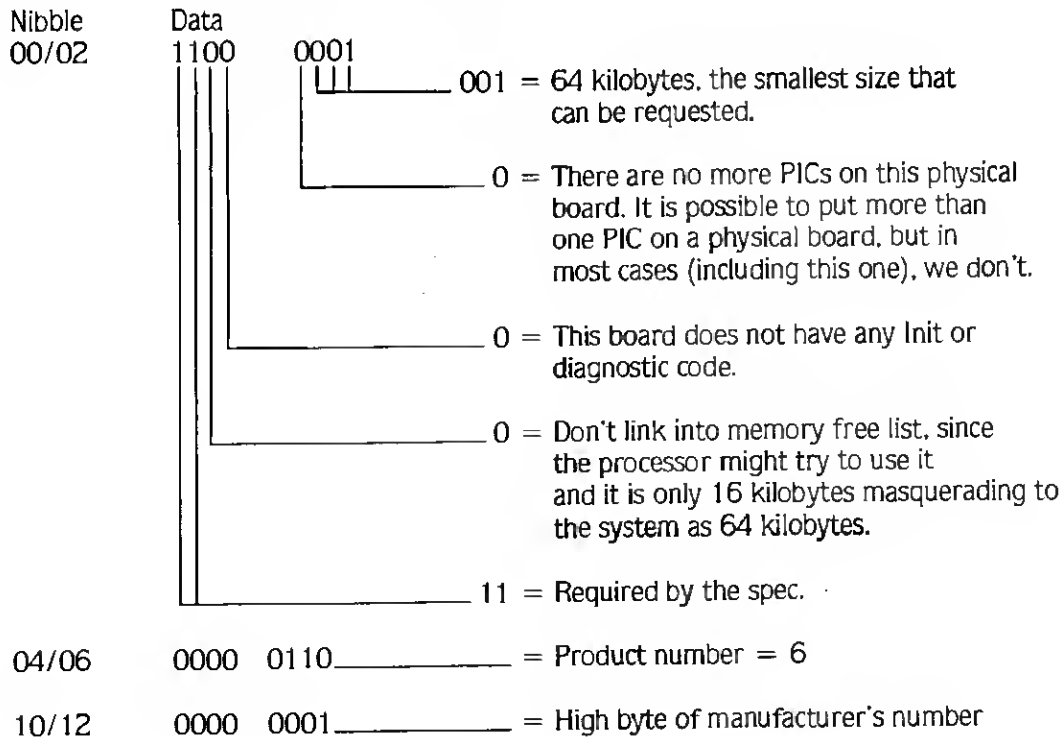 Nibble Data
00/02 1100 0001
001 = 64 kilobytes, the smallest size that
can be requested.
0 = There are no more PICs on this physical
board. It is possible to put more than
one PIC on a physical board, but in
most cases (including this one), we don't.
0 = This board does not have any Init or
diagnostic code.
0 = Don't link into memory free list, since
the processor might try to use it
and it is only 16 kilobytes masquerading to
the system as 64 kilobytes.
11 = Required by the spec.
04/06 0000 0110 = Product number = 6
10/12 0000 0001 = High byte of manufacturer's number